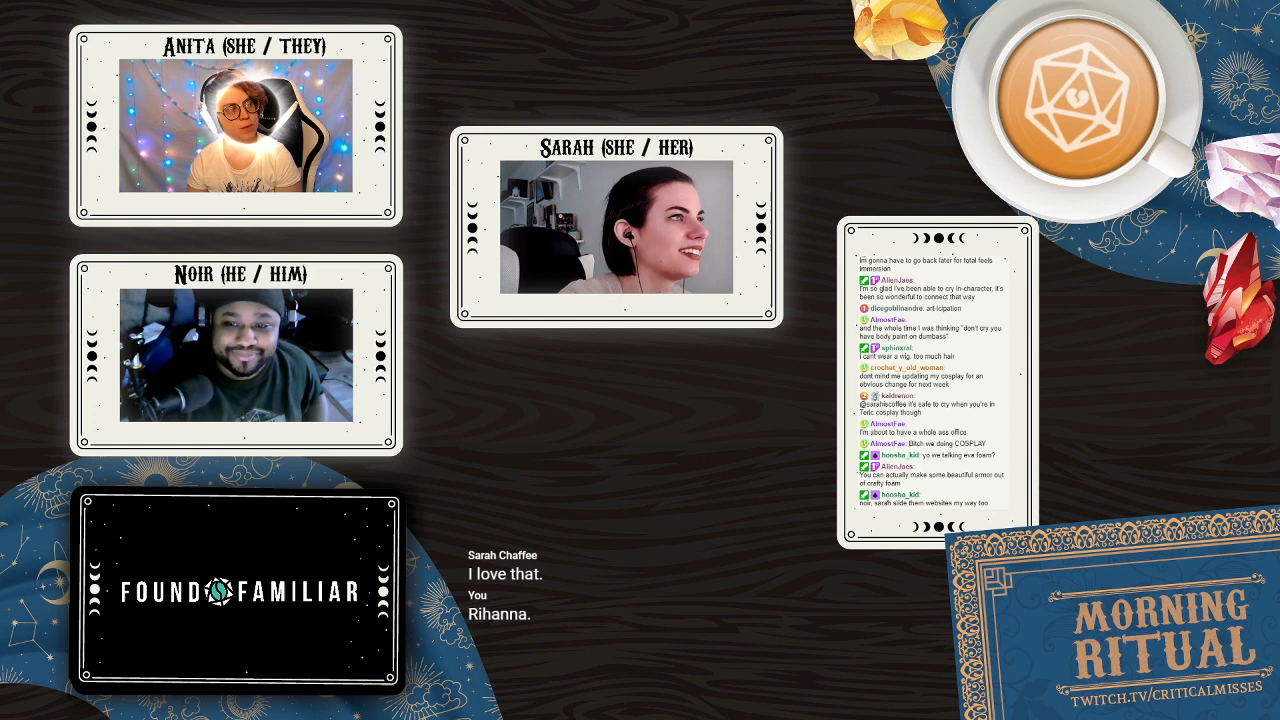 ANITA (SHE / THEY)
SARAH (SHE / HER)
NOIR (HE / HIM)
im gonna have to go back later for total feels
immersion
AlienJaes:
I'm so glad I've been able to cry in-character, it's
been so wonderful to connect that way
dicegoblinandre: art-icipation
AlmostFae:
and the whole time I was thinking "don't cry you
have body paint on dumbass"
sphinxral:
i cant wear a wig. too much hair
crochet_y_old_woman:
dont mind me updating my cosplay for an
obvious change for next week
kaldrenon:
@sarahiscoffee it's safe to cry when you're in
Teric cosplay though
AlmostFae:
I'm about to have a whole ass office
AlmostFae: Bitch we doing COSPLAY
hoosha_kid: yo we talking eva foam?
AlienJaes:
You can actually make some beautiful armor out
of crafty foam
hoosha_kid:
noir, sarah slide them websites my way too
FOUND FAMILIAR
Sarah Chaffee
I love that.
You
Rihanna.
MORNING
RITUAL
TWITCH.TV/CRITICALMISSES